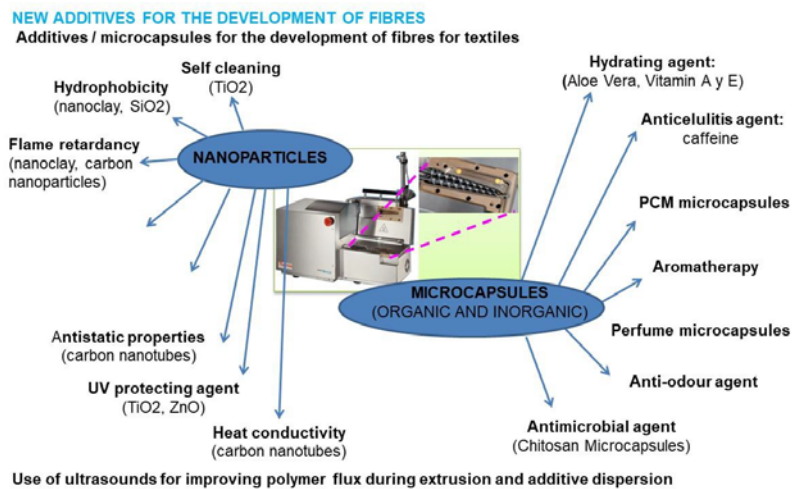 NEW ADDITIVES FOR THE DEVELOPMENT OF FIBRES
Additives / microcapsules for the development of fibres for textiles
Self cleaning
(TiO2)
Hydrophobicity
(nanoclay, SiO2)
Flame retardancy
(nanoclay, carbon
nanoparticles)
NANOPARTICLES
Antistatic properties
(carbon nanotubes)
UV protecting agent
(TiO2, ZnO)
Heat conductivity
(carbon nanotubes)
Hydrating agent:
(Aloe Vera, Vitamin A y E)
Anticelulitis agent:
caffeine
PCM microcapsules
Aromatherapy
MICROCAPSULES
(ORGANIC AND INORGANIC)
Perfume microcapsules
Anti-odour agent
Antimicrobial agent
(Chitosan Microcapsules)
Use of ultrasounds for improving polymer flux during extrusion and additive dispersion